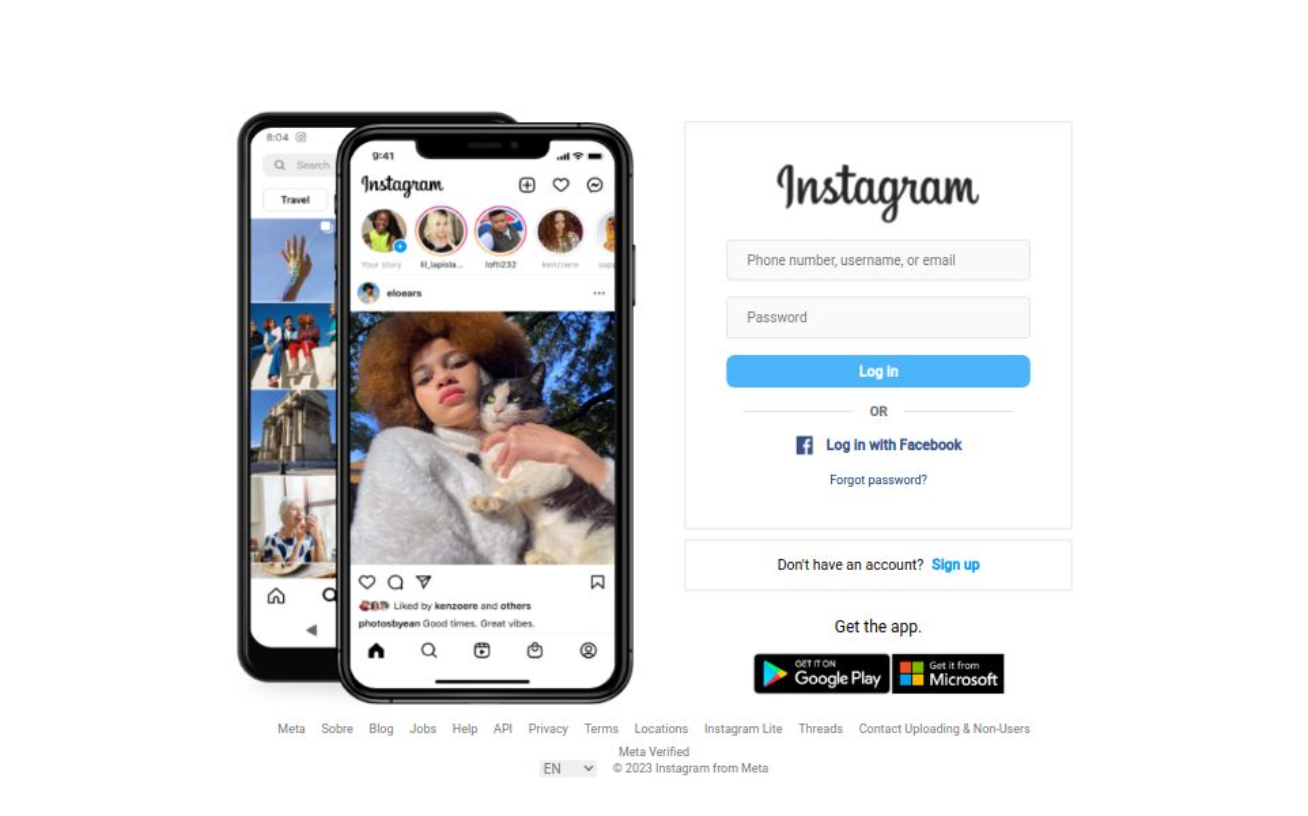 8:04
Search
Travel
9:41
Instagram
Your story
lil_lapisla...
lofti232
kenzoere
sapp
eloears
Liked by kenzoere and others
photosbyean Good times. Great vibes.
Instagram
Phone number, username, or email
Password
Log in
OR
Log in with Facebook
Forgot password?
Don't have an account? Sign up
Get the app.
GET IT ON
Google Play
Get it from
Microsoft
Meta Sobre Blog Jobs Help API Privacy Terms Locations Instagram Lite Threads Contact Uploading & Non-Users
Meta Verified
EN © 2023 Instagram from Meta